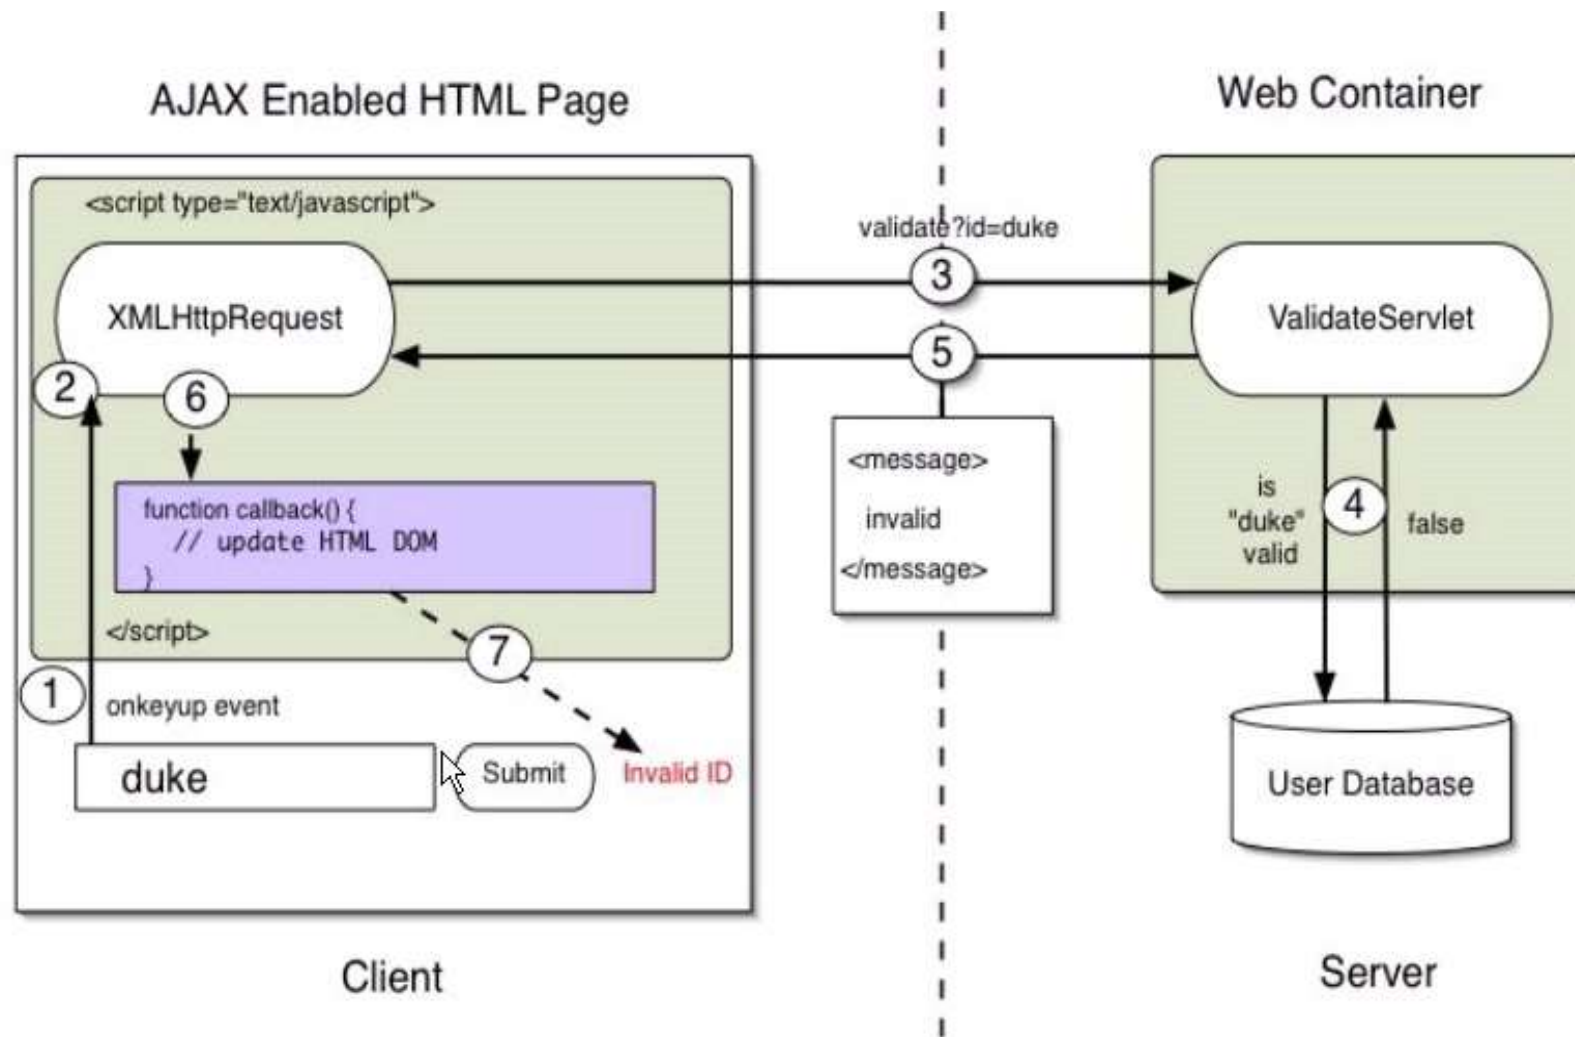 AJAX Enabled HTML Page
Web Container
<script type="text/javascript">
XMLHttpRequest
2
6
function callback() {
// update HTML DOM
}
</script>
7
1
onkeyup event
duke
Submit
Invalid ID
Client
validate?id=duke
3
5
<message>
invalid
</message>
ValidateServlet
is
"duke"
valid
4
false
User Database
Server